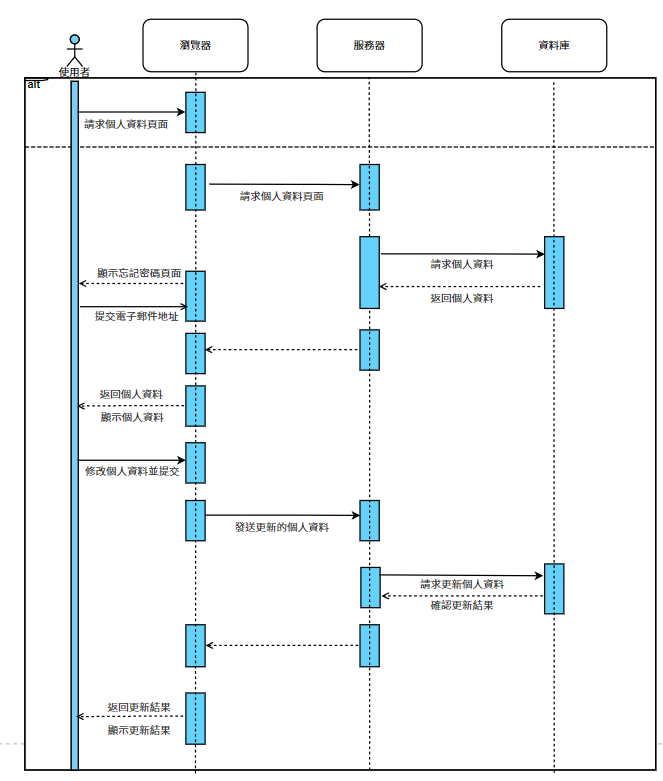 瀏覽器
服務器
資料庫
使用者
alt
請求個人資料頁面
請求個人資料頁面
請求個人資料
顯示忘記密碼頁面
返回個人資料
提交電子郵件地址
返回個人資料
顯示個人資料
修改個人資料並提交
發送更新的個人資料
請求更新個人資料
確認更新結果
返回更新結果
顯示更新結果